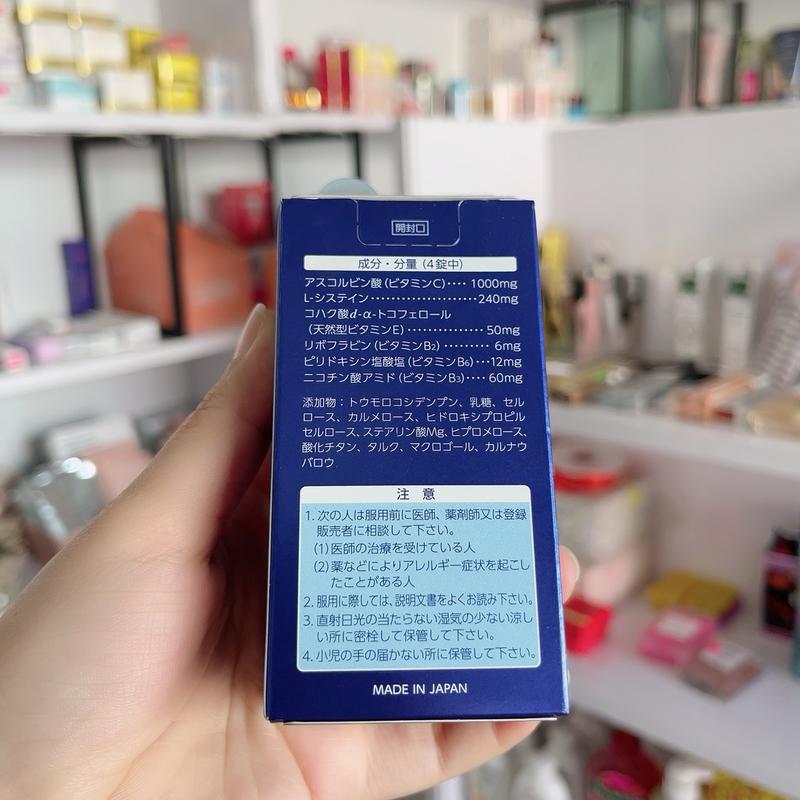 開封口
成分・分量（4錠中）
アスコルビン酸（ビタミンC）････ 1000mg
L-システイン･････････････････････240mg
コハク酸d-α-トコフェロール
（天然型ビタミンE）･･････････････ 50mg
リボフラビン（ビタミンB2）･････････ 6mg
ピリドキシン塩酸塩（ビタミンB6）･･･12mg
ニコチン酸アミド（ビタミンB3）････ 60mg
添加物：トウモロコシデンプン、乳糖、セル
ロース、カルメロース、ヒドロキシプロピル
セルロース、ステアリン酸Mg、ヒプロメロース、
酸化チタン、タルク、マクロゴール、カルナウ
バロウ
注 意
1. 次の人は服用前に医師、薬剤師又は登録
販売者に相談して下さい。
(1) 医師の治療を受けている人
(2) 薬などによりアレルギー症状を起こし
たことがある人
2. 服用に際しては、説明文書をよくお読み下さい。
3. 直射日光の当たらない湿気の少ない涼し
い所に密栓して保管して下さい。
4. 小児の手の届かない所に保管して下さい。
MADE IN JAPAN